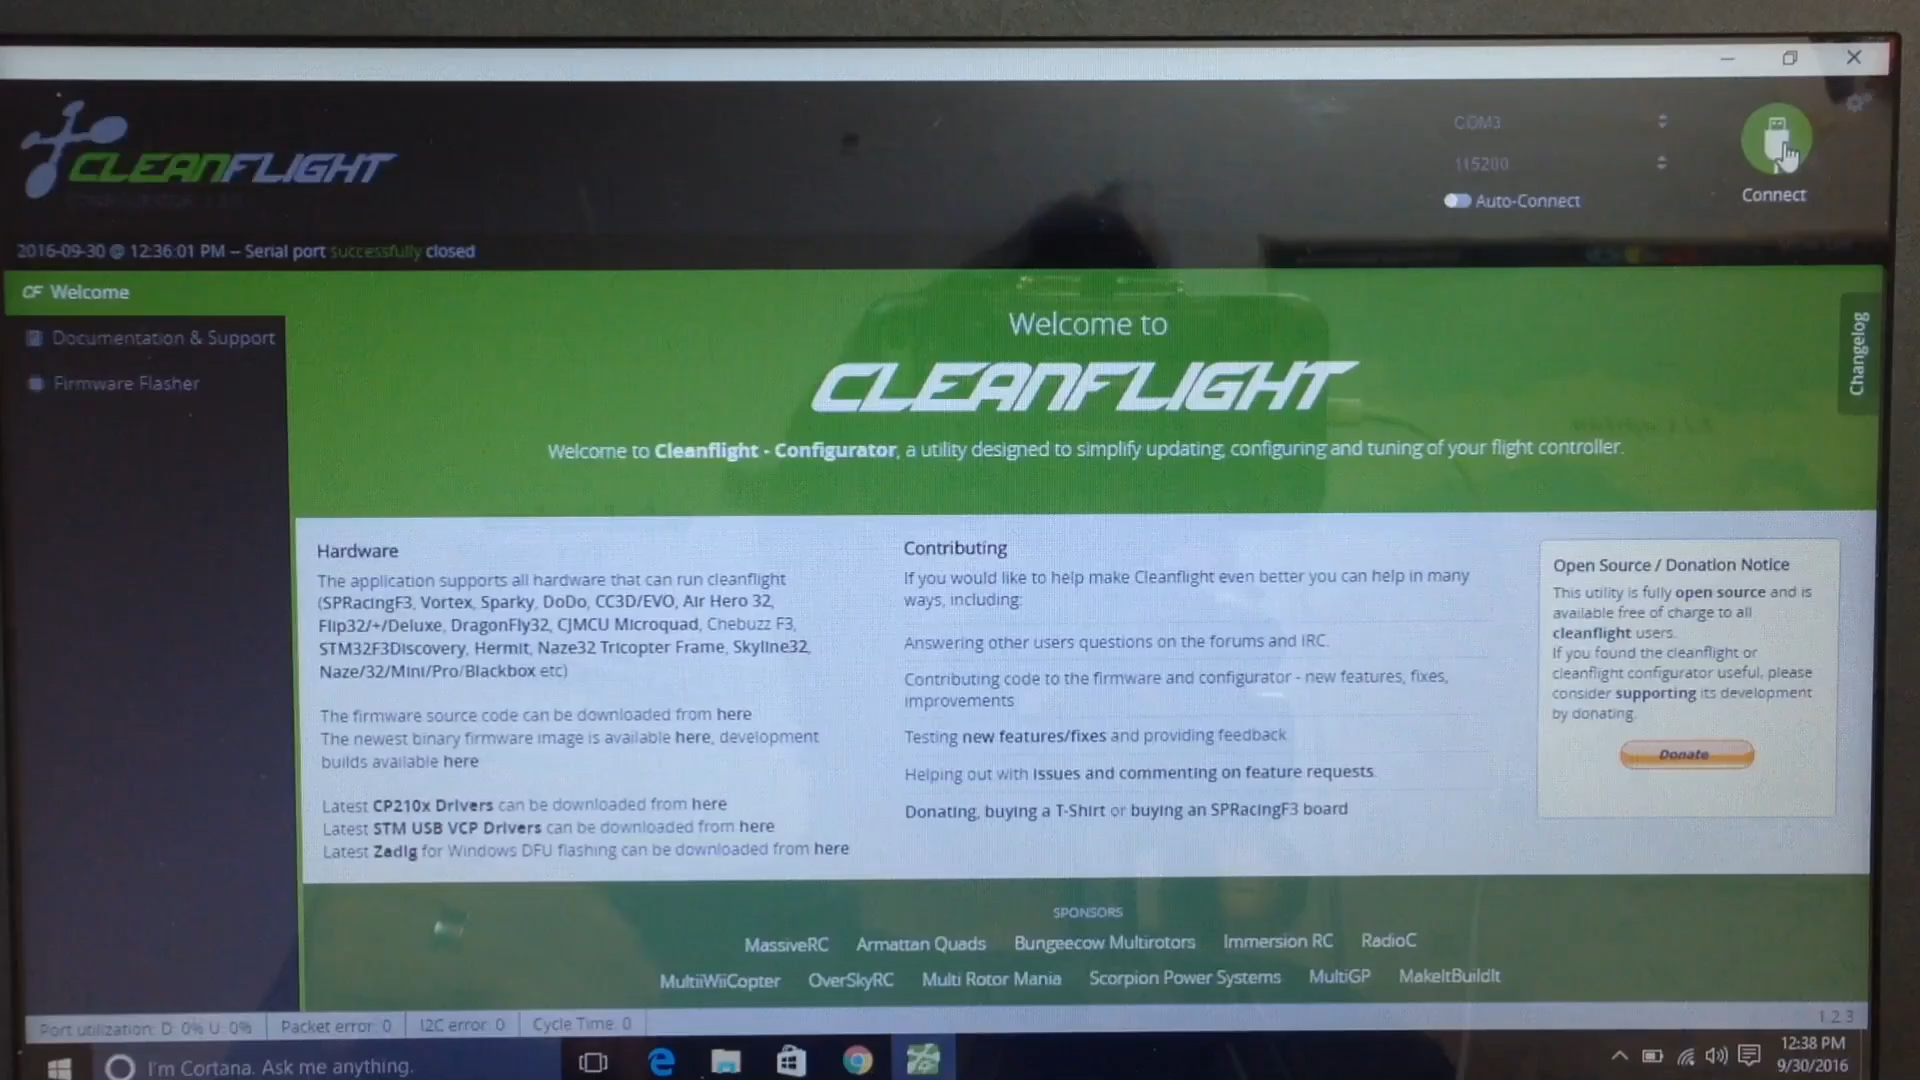 CLEANFLIGHT
COM3
115200
Auto-Connect
Connect
2016-09-30 @ 12:36:01 PM -- Serial port successfully closed
CF Welcome
Documentation & Support
Firmware Flasher
Changelog
Welcome to
CLEANFLIGHT
Welcome to Cleanflight - Configurator, a utility designed to simplify updating, configuring and tuning of your flight controller.
Hardware
The application supports all hardware that can run cleanflight
(SPRacingF3, Vortex, Sparky, DoDo, CC3D/EVO, Air Hero 32,
Flip32/+/Deluxe, DragonFly32, CJMCU Microquad, Chebuzz F3,
STM32F3Discovery, Hermit, Naze32 Tricopter Frame, Skyline32,
Naze/32/Mini/Pro/Blackbox etc)
The firmware source code can be downloaded from here
The newest binary firmware image is available here, development
builds available here
Latest CP210x Drivers can be downloaded from here
Latest STM USB VCP Drivers can be downloaded from here
Latest Zadig for Windows DFU flashing can be downloaded from here
Contributing
If you would like to help make Cleanflight even better you can help in many
ways, including:
Answering other users questions on the forums and IRC.
Contributing code to the firmware and configurator - new features, fixes,
improvements
Testing new features/fixes and providing feedback
Helping out with issues and commenting on feature requests.
Donating, buying a T-Shirt or buying an SPRacingF3 board
Open Source / Donation Notice
This utility is fully open source and is
available free of charge to all
cleanflight users.
If you found the cleanflight or
cleanflight configurator useful, please
consider supporting its development
by donating.
Donate
SPONSORS
MassiveRC Armattan Quads Bungeecow Multirotors Immersion RC RadioC
MultiWiiCopter OverSkyRC Multi Rotor Mania Scorpion Power Systems MultiGP MakeItBuildIt
Port utilization: D: 0% U: 0% Packet error: 0 I2C error: 0 Cycle Time: 0
1.2.3
I'm Cortana. Ask me anything.
12:38 PM
9/30/2016